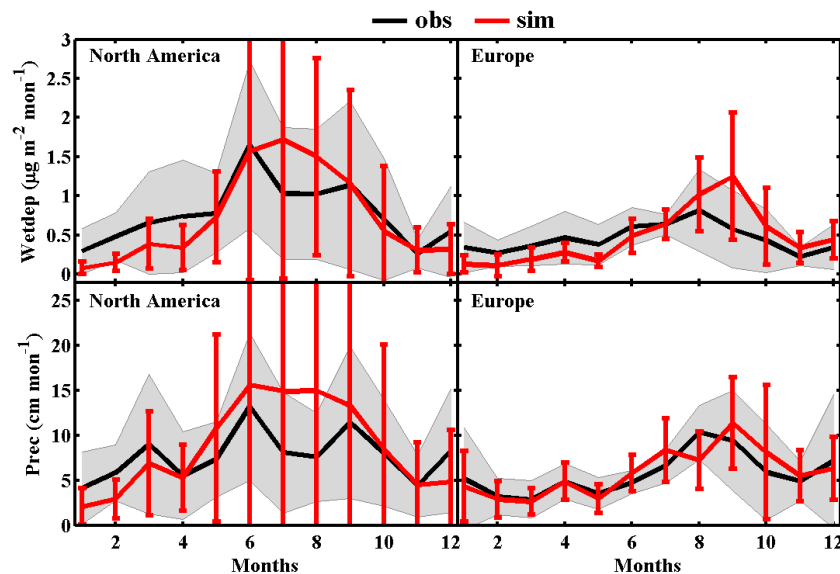 obs sim
North America Europe
Wetdep (μg m⁻² mon⁻¹)
3
2.5
2
1.5
1
0.5
0
North America Europe
Prec (cm mon⁻¹)
25
20
15
10
5
0
2 4 6 8 10 12 2 4 6 8 10 12
Months Months